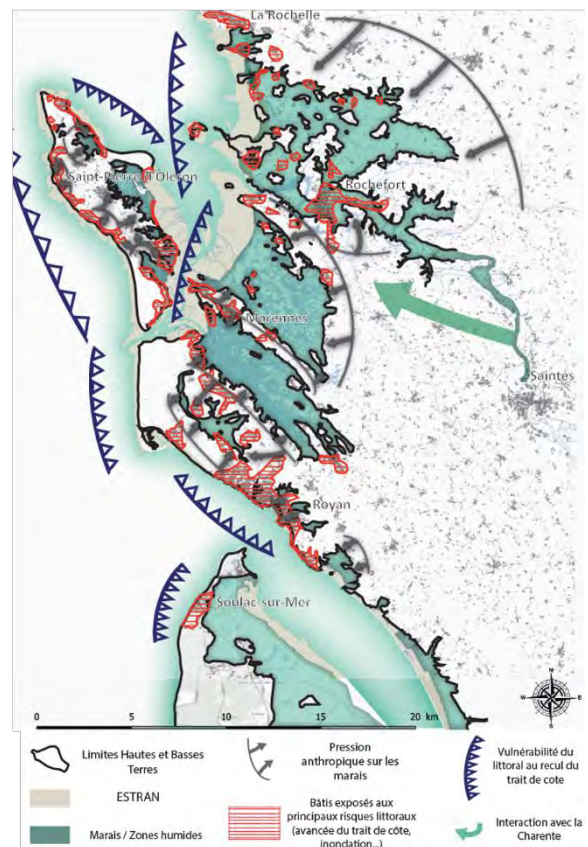 La Rochelle
Saint-Pierre d'Oléron
Rochefort
Marennes
Saintes
Royan
Soulac-sur-Mer
N
W E
S
0 5 10 15 20 km
Limites Hautes et Basses
Terres
ESTRAN
Marais / Zones humides
Pression
anthropique sur les
marais
Bâtis exposés aux
principaux risques littoraux
(avancée du trait de côte,
inondation...)
Vulnérabilité du
littoral au recul du
trait de cote
Interaction avec la
Charente